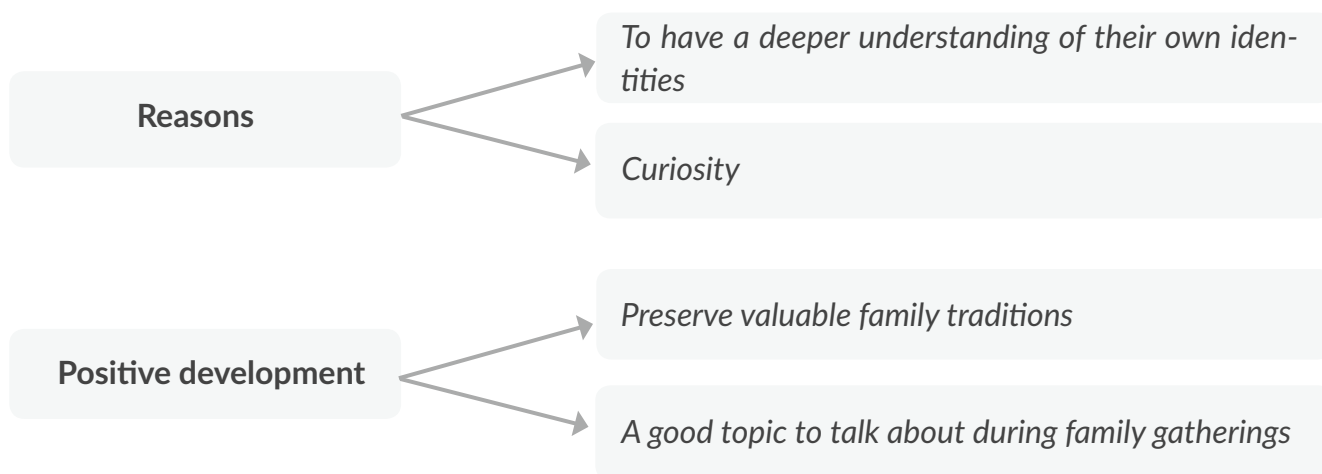 Reasons
To have a deeper understanding of their own iden-
tities
Curiosity
Positive development
Preserve valuable family traditions
A good topic to talk about during family gatherings